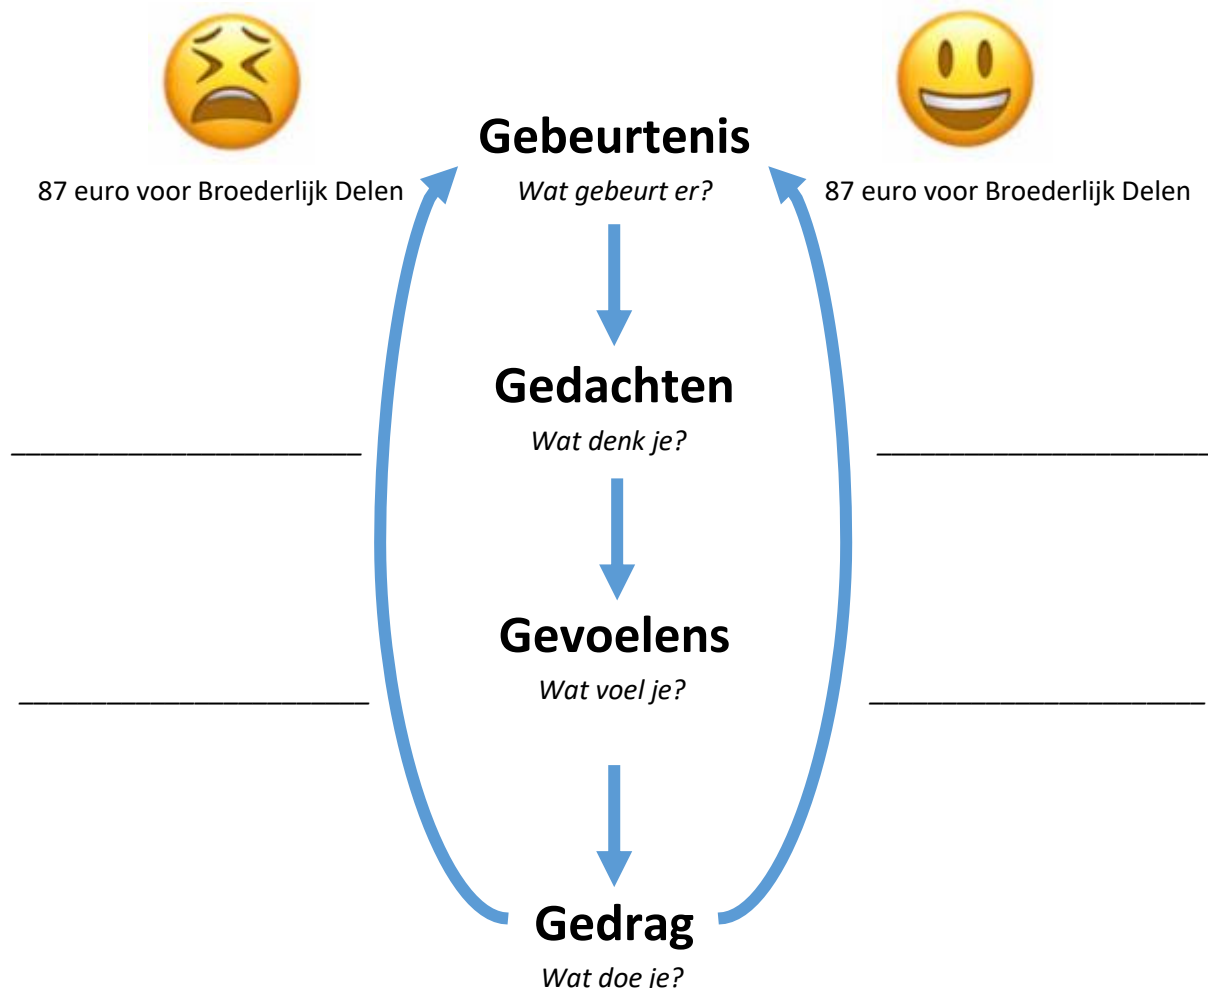 Gebeurtenis
87 euro voor Broederlijk Delen
Wat gebeurt er?
87 euro voor Broederlijk Delen
Gedachten
Wat denk je?
Gevoelens
Wat voel je?
Gedrag
Wat doe je?